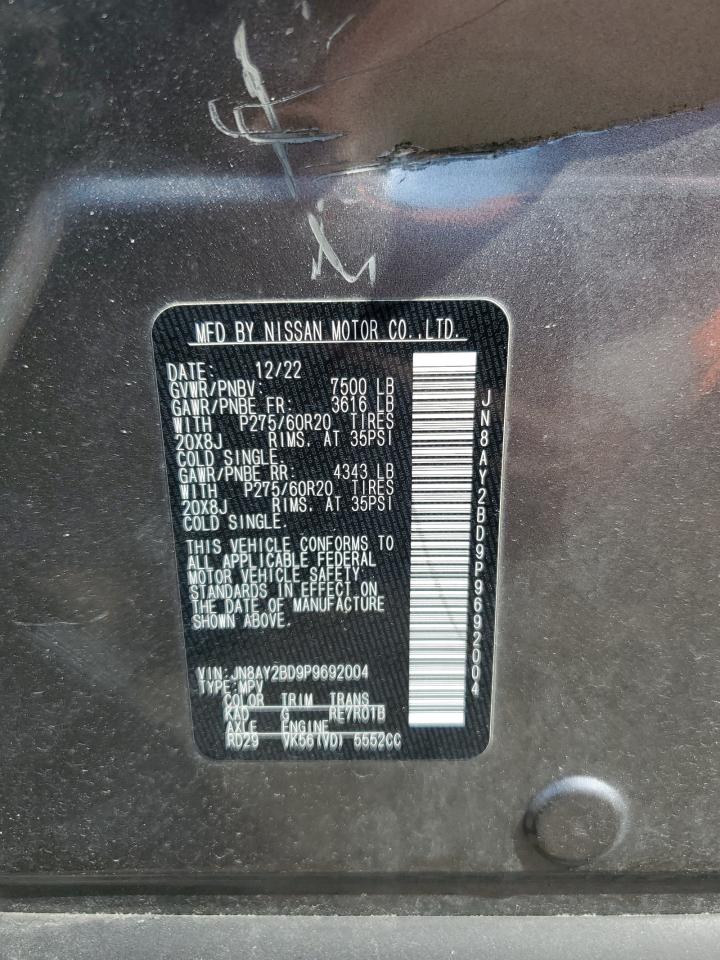 MFD BY NISSAN MOTOR CO.,LTD.
DATE: 12/22
GVWR/PNBV: 7500 LB
GAWR/PNBE FR: 3616 LB
WITH P275/60R20 TIRES
20X8J RIMS. AT 35PSI
COLD SINGLE.
GAWR/PNBE RR: 4343 LB
WITH P275/60R20 TIRES
20X8J RIMS. AT 35PSI
COLD SINGLE.
THIS VEHICLE CONFORMS TO
ALL APPLICABLE FEDERAL
MOTOR VEHICLE SAFETY
STANDARDS IN EFFECT ON
THE DATE OF MANUFACTURE
SHOWN ABOVE.
VIN:JN8AY2BD9P9692004
TYPE:MPV
COLOR TRIM TRANS
KAD G RE7R01B
AXLE ENGINE
RD29 VK56(VD) 5552CC
JN8AY2BD9P9692004